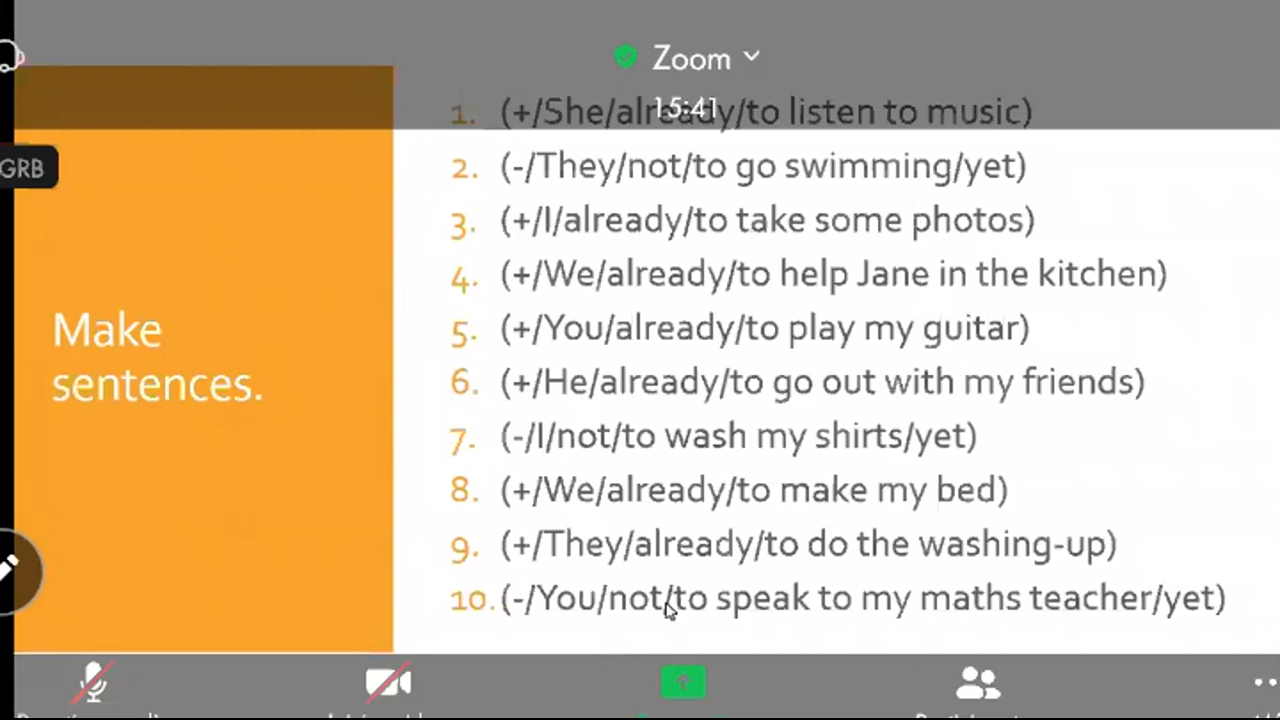 Zoom
15:41
GRB
Make
sentences.
1. (+/She/already/to listen to music)
2. (-/They/not/to go swimming/yet)
3. (+/I/already/to take some photos)
4. (+/We/already/to help Jane in the kitchen)
5. (+/You/already/to play my guitar)
6. (+/He/already/to go out with my friends)
7. (-/I/not/to wash my shirts/yet)
8. (+/We/already/to make my bed)
9. (+/They/already/to do the washing-up)
10. (-/You/not/to speak to my maths teacher/yet)